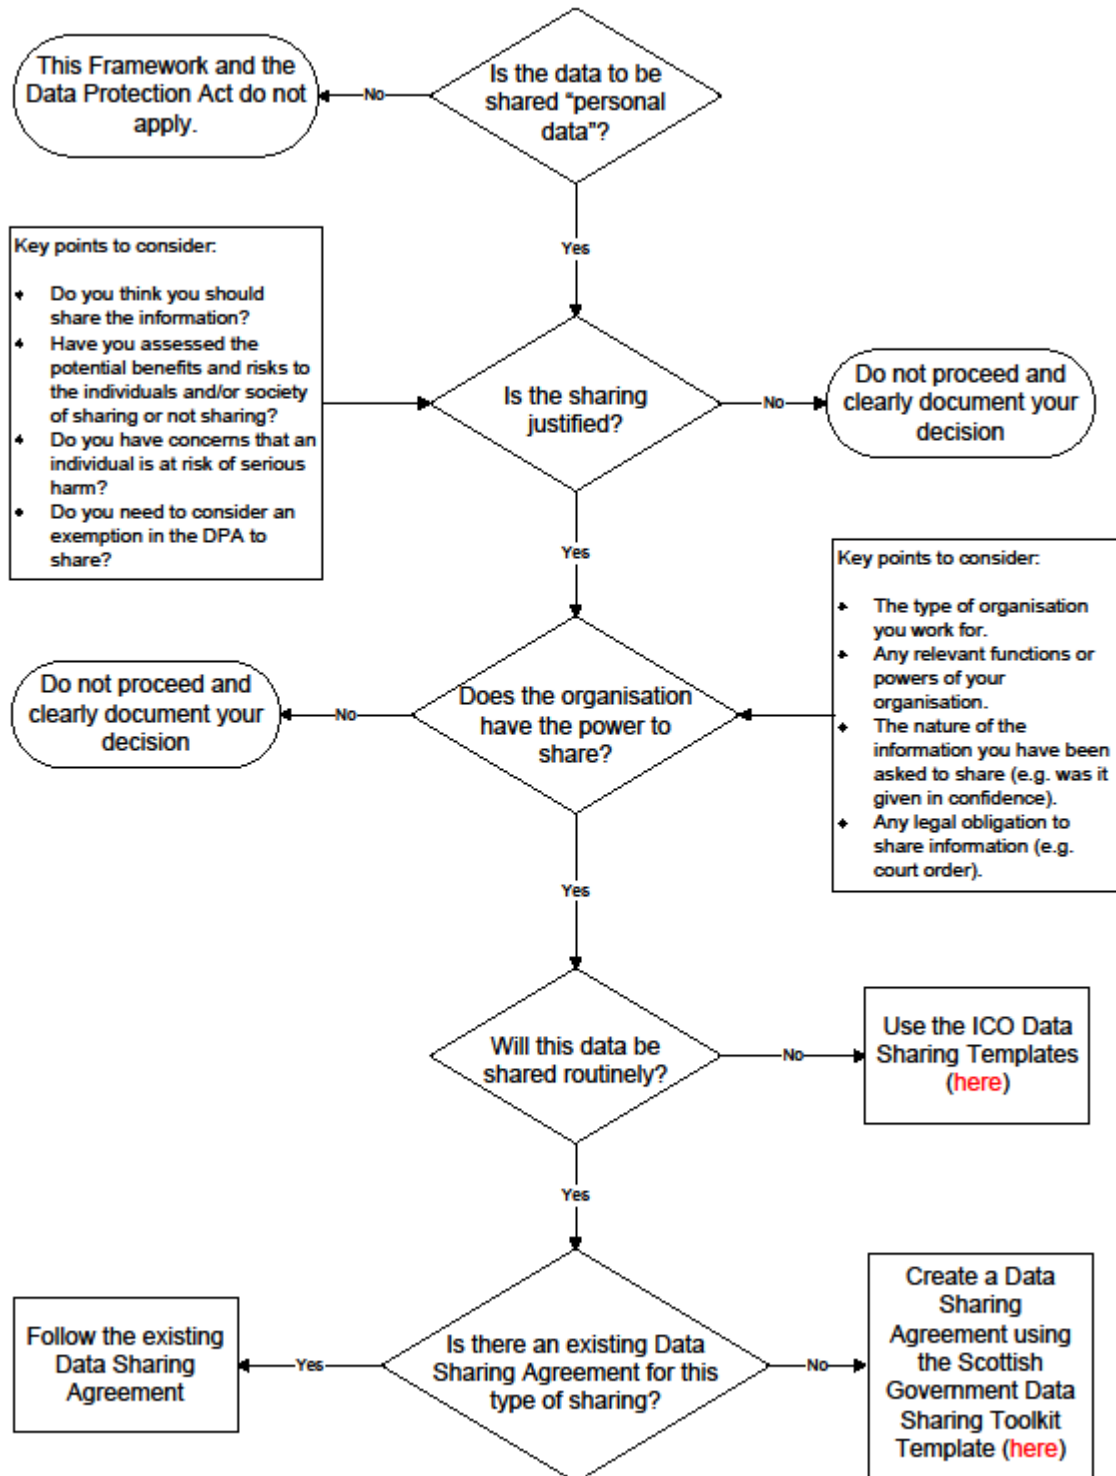 Is the data to be
shared “personal
data”?
No
This Framework and the
Data Protection Act do not
apply.
Yes
Key points to consider:
Do you think you should
share the information?
Have you assessed the
potential benefits and risks to
the individuals and/or society
of sharing or not sharing?
Do you have concerns that an
individual is at risk of serious
harm?
Do you need to consider an
exemption in the DPA to
share?
Is the sharing
justified?
No
Do not proceed and
clearly document your
decision
Yes
Key points to consider:
The type of organisation
you work for.
Any relevant functions or
powers of your
organisation.
The nature of the
information you have been
asked to share (e.g. was it
given in confidence).
Any legal obligation to
share information (e.g.
court order).
Does the organisation
have the power to
share?
No
Do not proceed and
clearly document your
decision
Yes
Will this data be
shared routinely?
No
Use the ICO Data
Sharing Templates
(here)
Yes
Is there an existing Data
Sharing Agreement for this
type of sharing?
Yes
Follow the existing
Data Sharing
Agreement
No
Create a Data
Sharing
Agreement using
the Scottish
Government Data
Sharing Toolkit
Template (here)